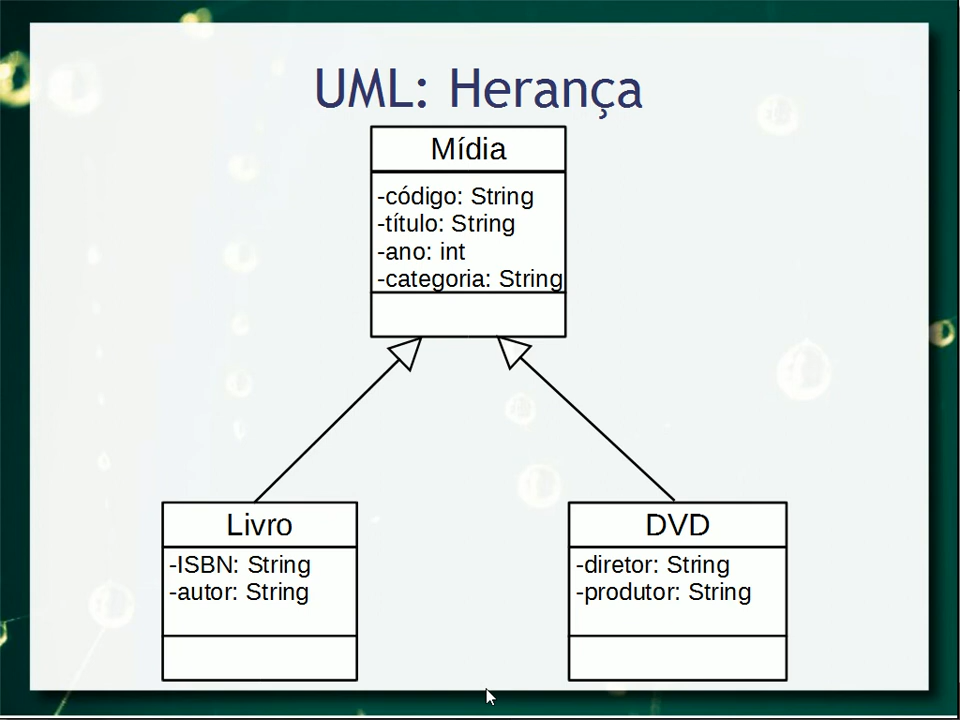 UML: Herança
Mídia
-código: String
-título: String
-ano: int
-categoria: String
Livro
-ISBN: String
-autor: String
DVD
-diretor: String
-produtor: String